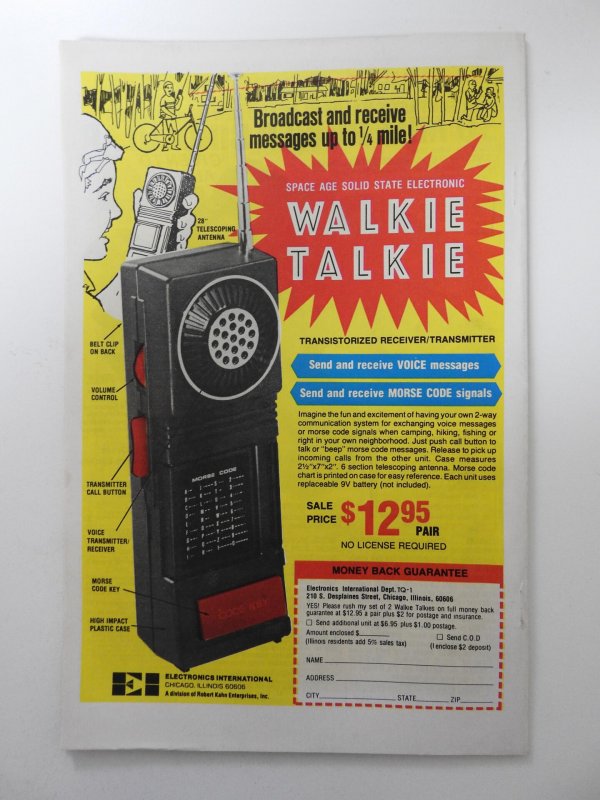 Broadcast and receive
messages up to 1/4 mile!
SPACE AGE SOLID STATE ELECTRONIC
WALKIE
TALKIE
28"
TELESCOPING
ANTENNA
TRANSISTORIZED RECEIVER/TRANSMITTER
Send and receive VOICE messages
Send and receive MORSE CODE signals
BELT CLIP
ON BACK
VOLUME
CONTROL
TRANSMITTER
CALL BUTTON
VOICE
TRANSMITTER/
RECEIVER
MORSE
CODE KEY
HIGH IMPACT
PLASTIC CASE
MORSE CODE
CODE KEY
Imagine the fun and excitement of having your own 2-way
communication system for exchanging voice messages
or morse code signals when camping, hiking, fishing or
right in your own neighborhood. Just push call button to
talk or "beep" morse code messages. Release to pick up
incoming calls from the other unit. Case measures
2½"x7"x2". 6 section telescoping antenna. Morse code
chart is printed on case for easy reference. Each unit uses
replaceable 9V battery (not included).
SALE
PRICE $12 95
PAIR
NO LICENSE REQUIRED
MONEY BACK GUARANTEE
Electronics International Dept. TQ-1
210 S. Desplaines Street, Chicago, Illinois, 60606
YES! Please rush my set of 2 Walkie Talkies on full money back
guarantee at $12.95 a pair plus $2 for postage and insurance.
Send additional unit at $6.95 plus $1.00 postage.
Amount enclosed $
Send C.O.D
(Illinois residents add 5% sales tax)
(I enclose $2 deposit)
NAME
ADDRESS
CITY STATE ZIP
EI
ELECTRONICS INTERNATIONAL
CHICAGO, ILLINOIS 60606
A division of Robert Kahn Enterprises, Inc.